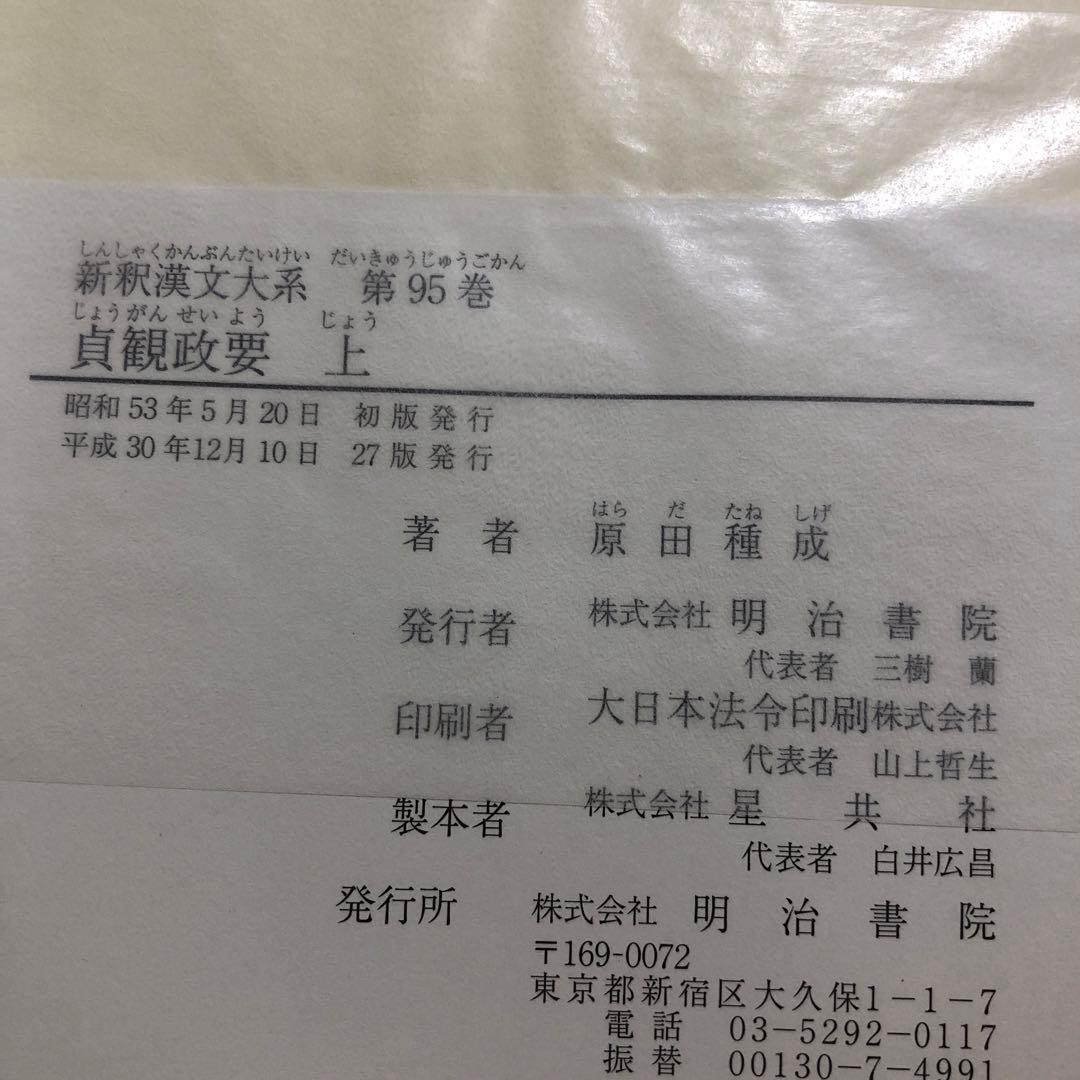 しんしゃくかんぶんたいけい だいきゅうじゅうごかん
新釈漢文大系 第95巻
じょうがんせいよう じょう
貞観政要 上
昭和53年5月20日 初版発行
平成30年12月10日 27版発行
はらだ たねしげ
著者 原田種成
発行者 株式会社 明治書院
代表者 三樹 蘭
印刷者 大日本法令印刷株式会社
代表者 山上哲生
製本者 株式会社 星共社
代表者 白井広昌
発行所 株式会社 明治書院
〒169-0072
東京都新宿区大久保1-1-7
電話 03-5292-0117
振替 00130-7-4991